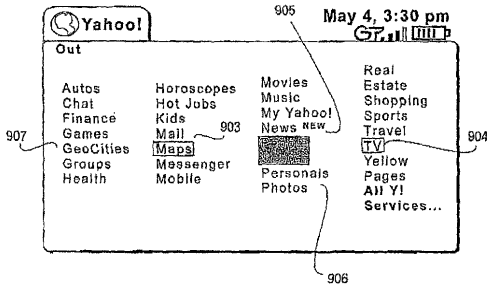 905
May 4, 3:30 pm
Yahoo!
Out
Autos
Chat
Finance
Games
GeoCities
Groups
Health
907
Horoscopes
Hot Jobs
Kids
Mail
Maps
Messenger
Mobile
903
Movies
Music
My Yahoo!
News NEW
Personals
Photos
Real
Estate
Shopping
Sports
Travel
TV
Yellow
Pages
All Y!
Services...
904
906